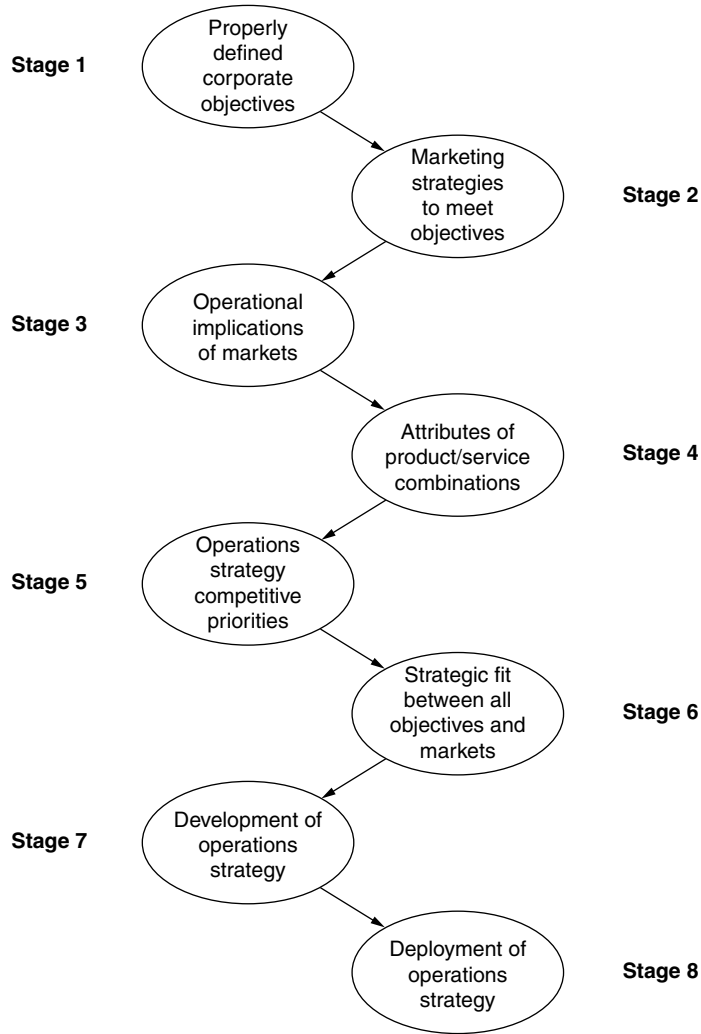 Stage 1
Properly
defined
corporate
objectives
Marketing
strategies
to meet
objectives
Stage 2
Stage 3
Operational
implications
of markets
Attributes of
product/service
combinations
Stage 4
Stage 5
Operations
strategy
competitive
priorities
Strategic fit
between all
objectives and
markets
Stage 6
Stage 7
Development of
operations
strategy
Deployment of
operations
strategy
Stage 8